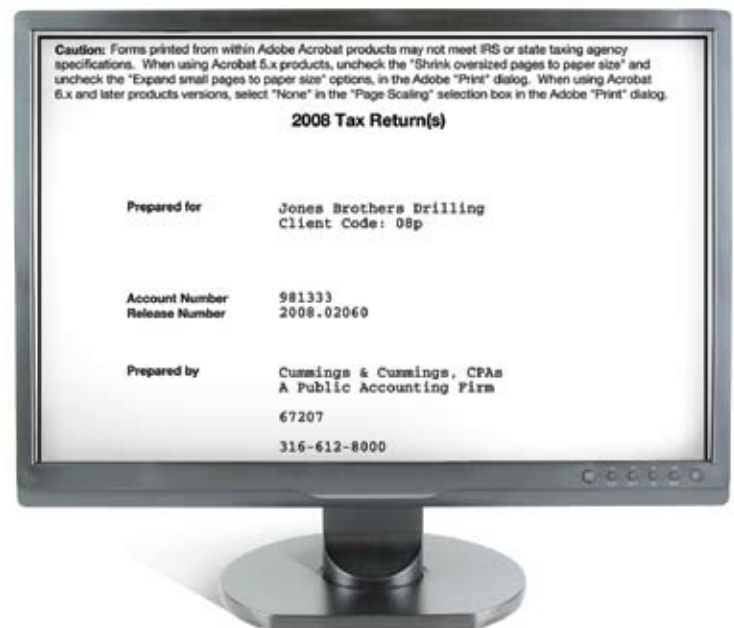 Caution: Forms printed from within Adobe Acrobat products may not meet IRS or state taxing agency
specifications. When using Acrobat 5.x products, uncheck the "Shrink oversized pages to paper size" and
uncheck the "Expand small pages to paper size" options, in the Adobe "Print" dialog. When using Acrobat
6.x and later products versions, select "None" in the "Page Scaling" selection box in the Adobe "Print" dialog.
2008 Tax Return(s)
Prepared for Jones Brothers Drilling
Client Code: 08p
Account Number 981333
Release Number 2008.02060
Prepared by Cummings & Cummings, CPAs
A Public Accounting Firm
67207
316-612-8000